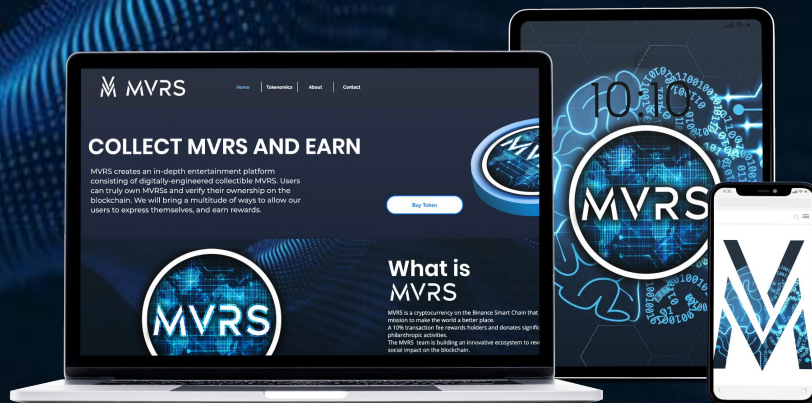 MVRS
Home
Tokenomics
About
Contact
COLLECT MVRS AND EARN
MVRS creates an in-depth entertainment platform
consisting of digitally-engineered collectible MVRS. Users
can truly own MVRSs and verify their ownership on the
blockchain. We will bring a multitude of ways to allow our
users to express themselves, and earn rewards.
Buy Token
MVRS
What is
MVRS
MVRS is a cryptocurrency on the Binance Smart Chain that
mission to make the world a better place.
A 10% transaction fee rewards holders and donates
philanthropic activities.
The MVRS team is building an innovative ecosystem to
social impact on the blockchain.
10:10
MVRS
M